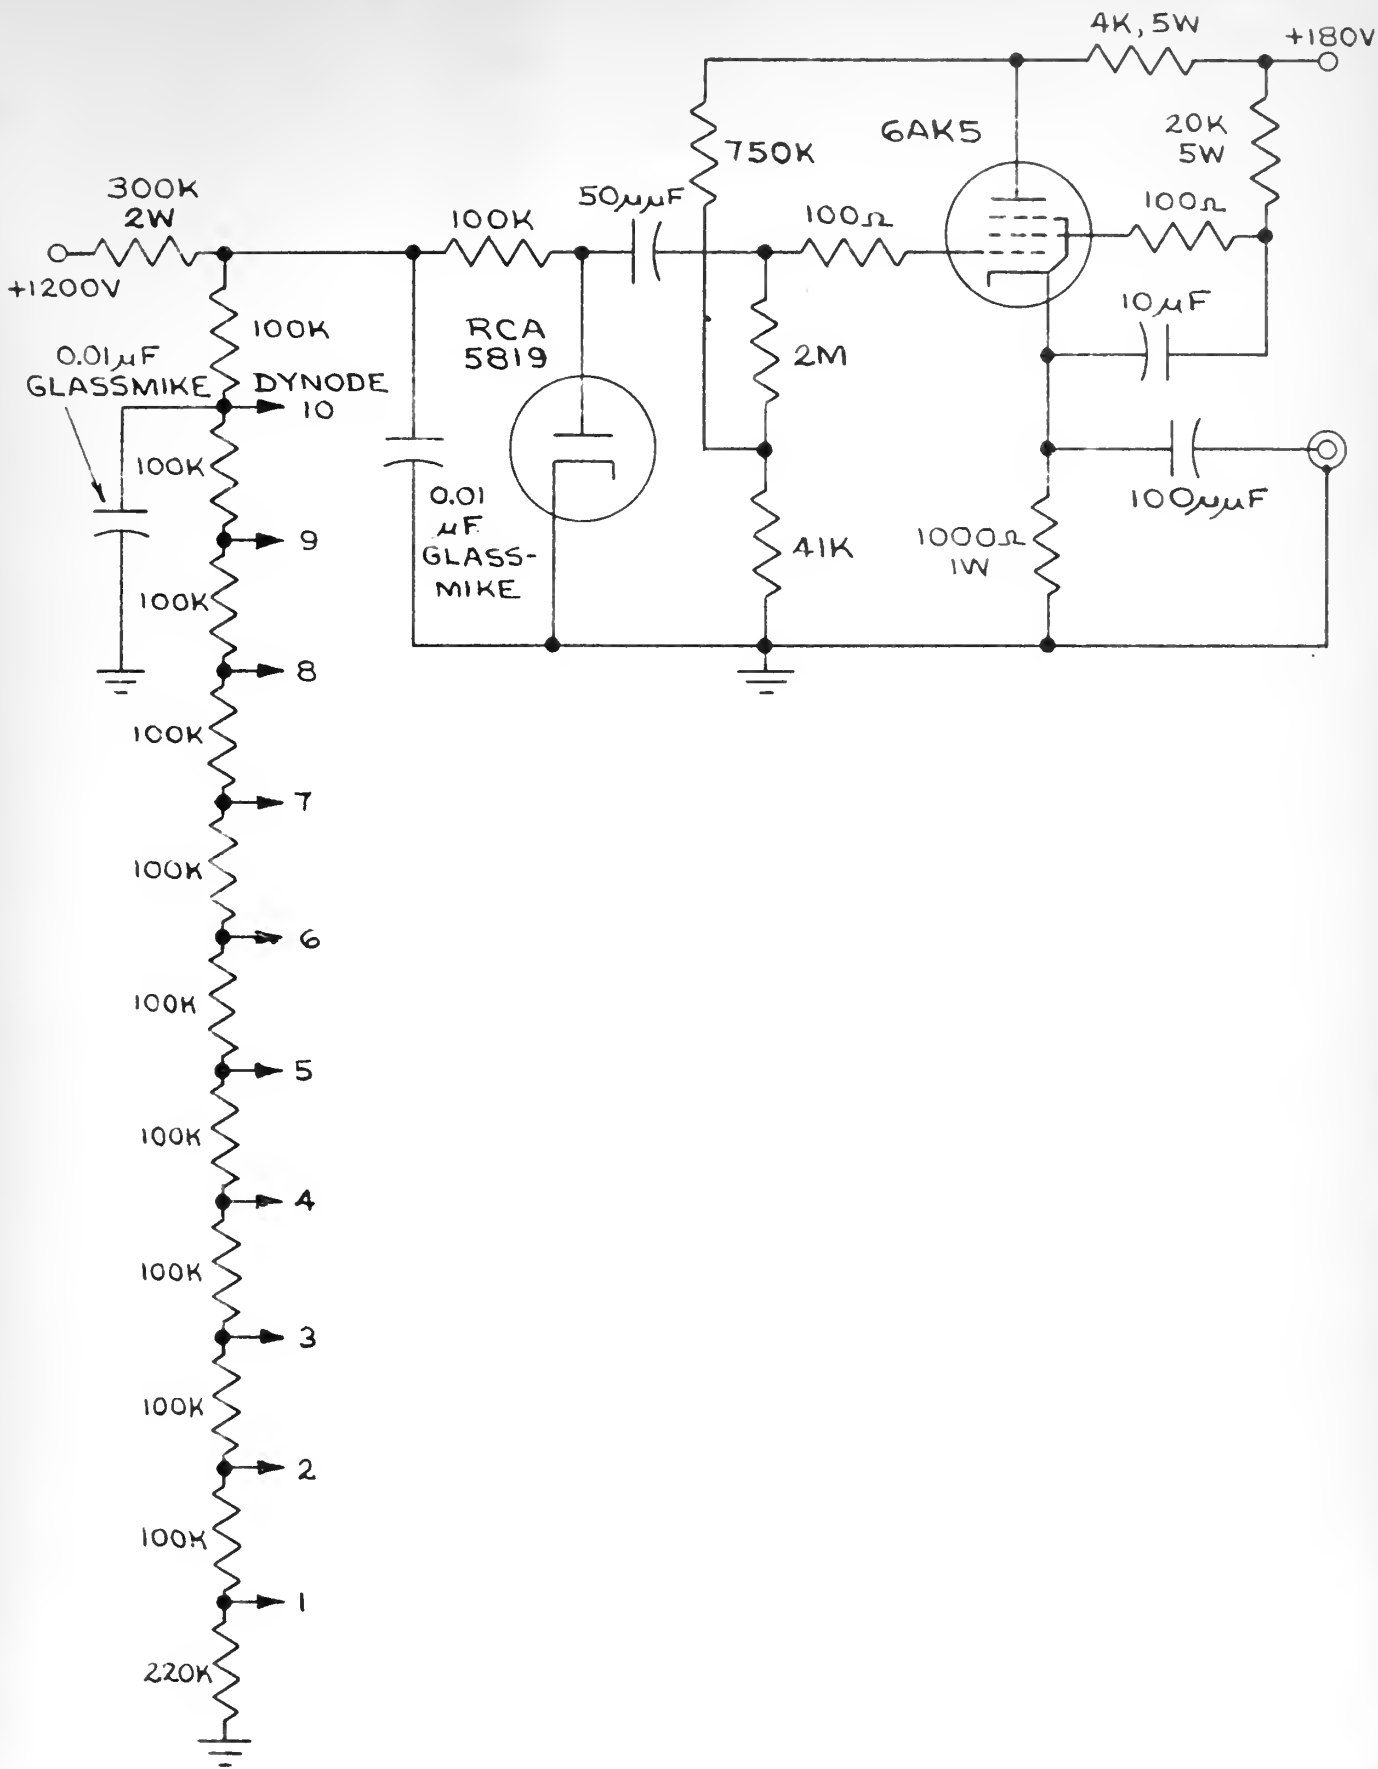 4K, 5W
+180V
6AK5
20K
5W
750K
300K
2W
50μμF
100K
100Ω
100Ω
+1200V
100K
RCA
5819
10μF
0.01μF
GLASSMIKE
2M
DYNODE
10
100K
0.01
μF
GLASS-
MIKE
100μμF
9
41K
1000Ω
1W
100K
8
100K
7
100K
6
100K
5
100K
4
100K
3
100K
2
100K
1
220K